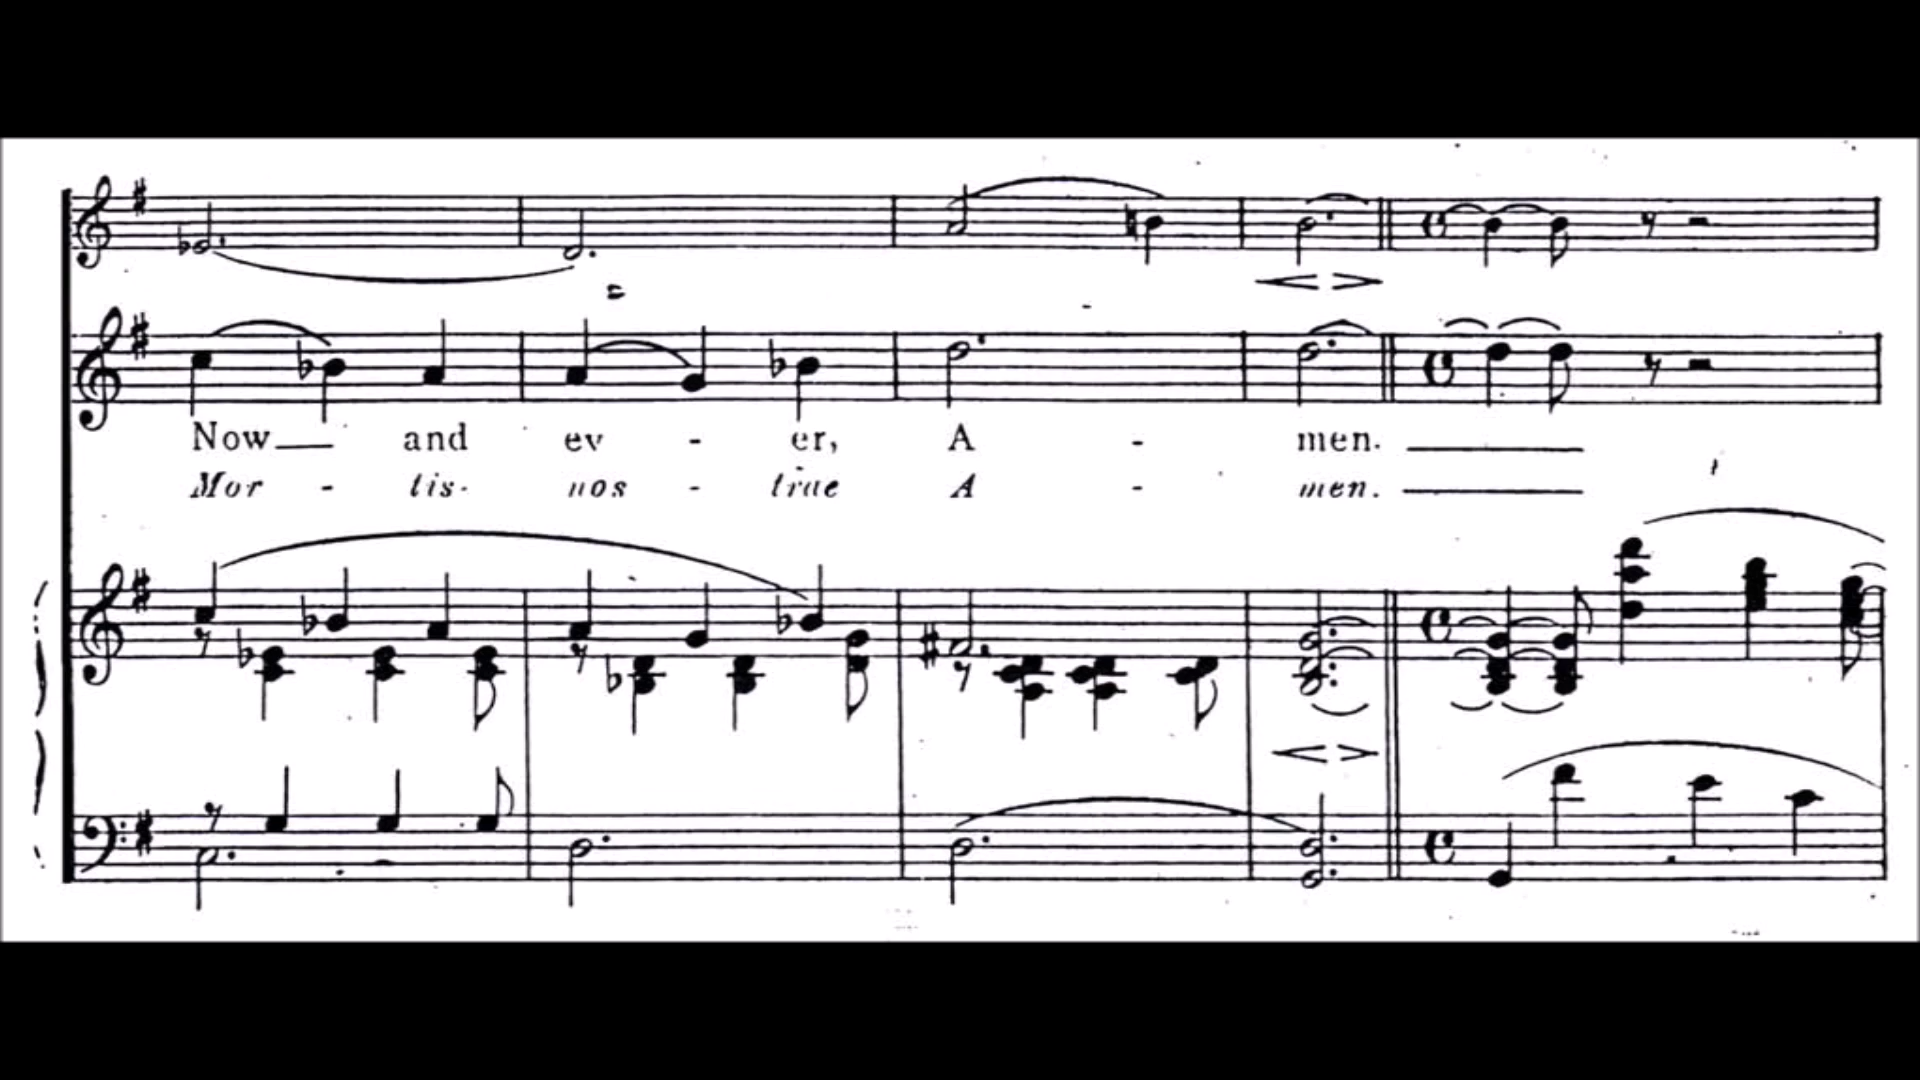 Now and ev - er, A - men.
Mor - tis. nos - trae A - men.